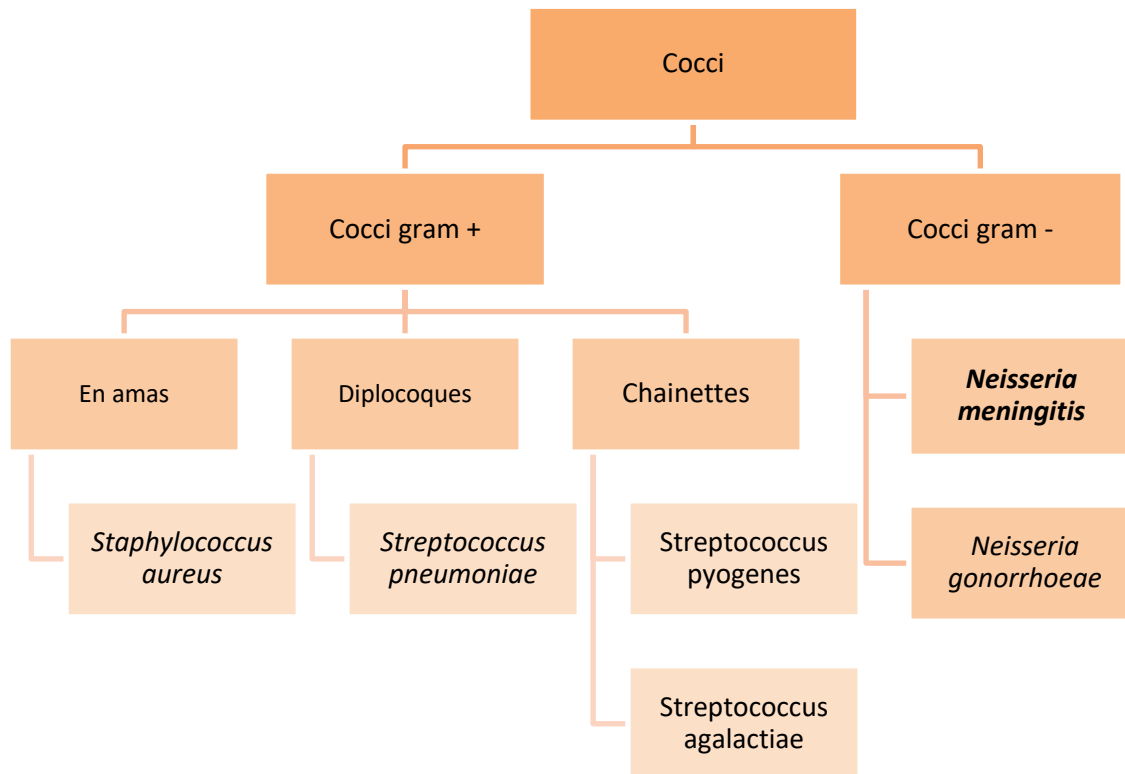 Cocci
Cocci gram +
Cocci gram -
En amas
Diplocoques
Chainettes
Neisseria
meningitis
Staphylococcus
aureus
Streptococcus
pneumoniae
Streptococcus
pyogenes
Neisseria
gonorrhoeae
Streptococcus
agalactiae